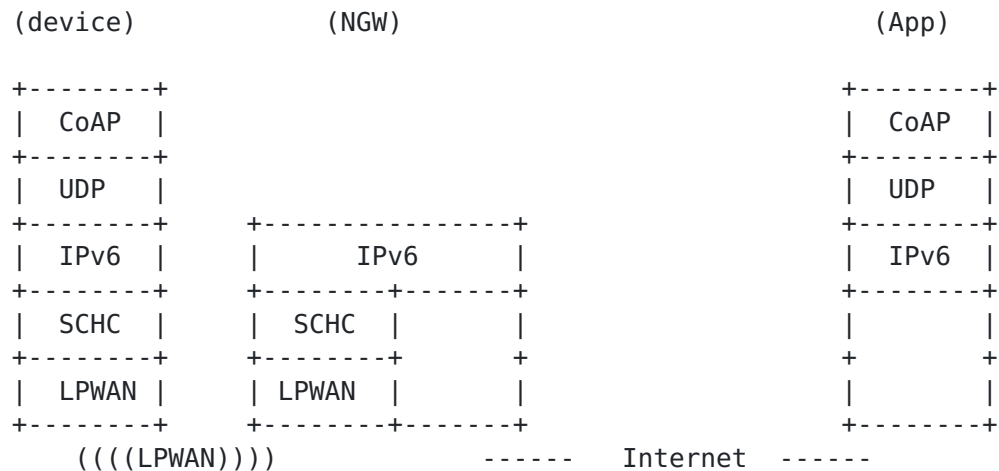 (device) (NGW) (App)
+--------+ +--------+
| CoAP | | CoAP |
+--------+ +--------+
| UDP | | UDP |
+--------+ +----------------+ +--------+
| IPv6 | | IPv6 | | IPv6 |
+--------+ +--------+-------+ +--------+
| SCHC | | SCHC | | | |
+--------+ +--------+ + + +
| LPWAN | | LPWAN | | | |
+--------+ +--------+-------+ +--------+
((((LPWAN)))) ------ Internet ------